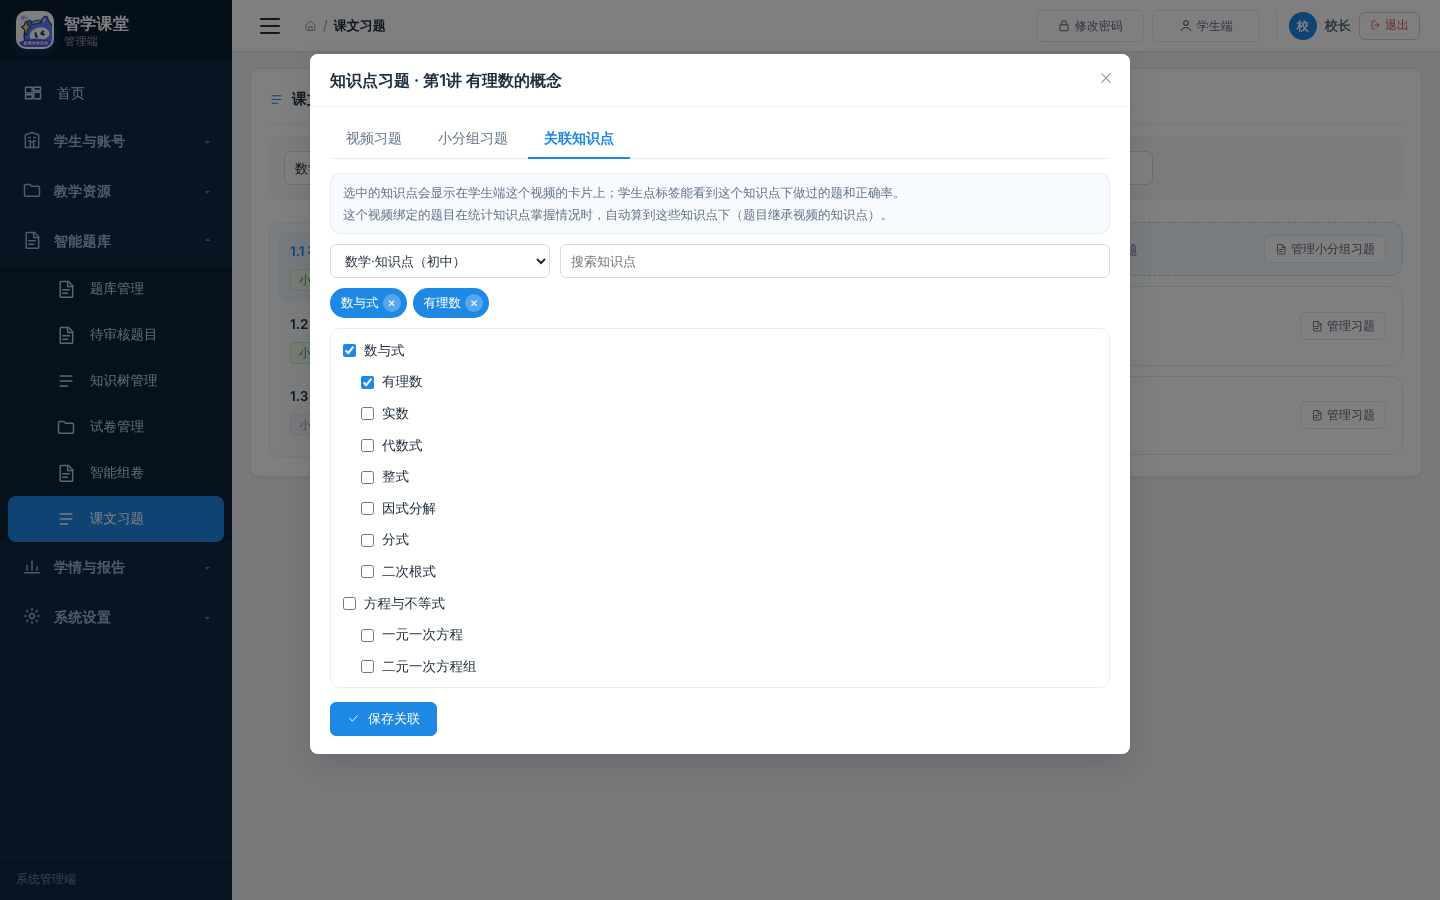 智学课堂
管理端
首页
学生与账号
教学资源
智能题库
题库管理
待审核题目
知识树管理
试卷管理
智能组卷
课文习题
学情与报告
系统设置
系统管理端
/ 课文习题
修改密码
学生端
校 校长
退出
知识点习题 · 第1讲 有理数的概念
视频习题 小分组习题 关联知识点
选中的知识点会显示在学生端这个视频的卡片上；学生点标签能看到这个知识点下做过的题和正确率。
这个视频绑定的题目在统计知识点掌握情况时，自动算到这些知识点下（题目继承视频的知识点）。
数学·知识点（初中）
搜索知识点
数与式 × 有理数 ×
数与式
有理数
实数
代数式
整式
因式分解
分式
二次根式
方程与不等式
一元一次方程
二元一次方程组
保存关联
课
数
1.1
小
1.2
小
1.3
小
题
管理小分组习题
管理习题
管理习题